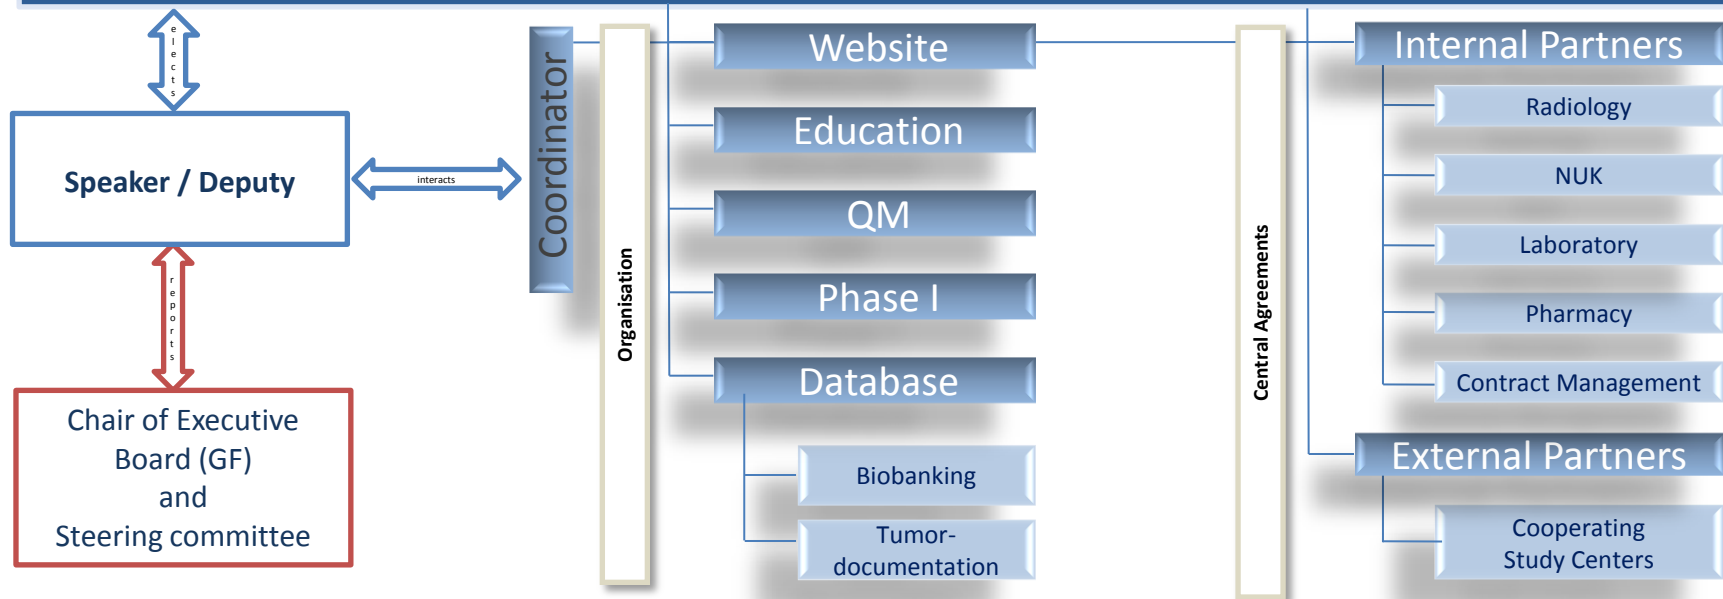 elects
Speaker / Deputy
interacts
reports
Chair of Executive
Board (GF)
and
Steering committee
Coordinator
Organisation
Website
Education
QM
Phase I
Database
Biobanking
Tumor-
documentation
Central Agreements
Internal Partners
Radiology
NUK
Laboratory
Pharmacy
Contract Management
External Partners
Cooperating
Study Centers